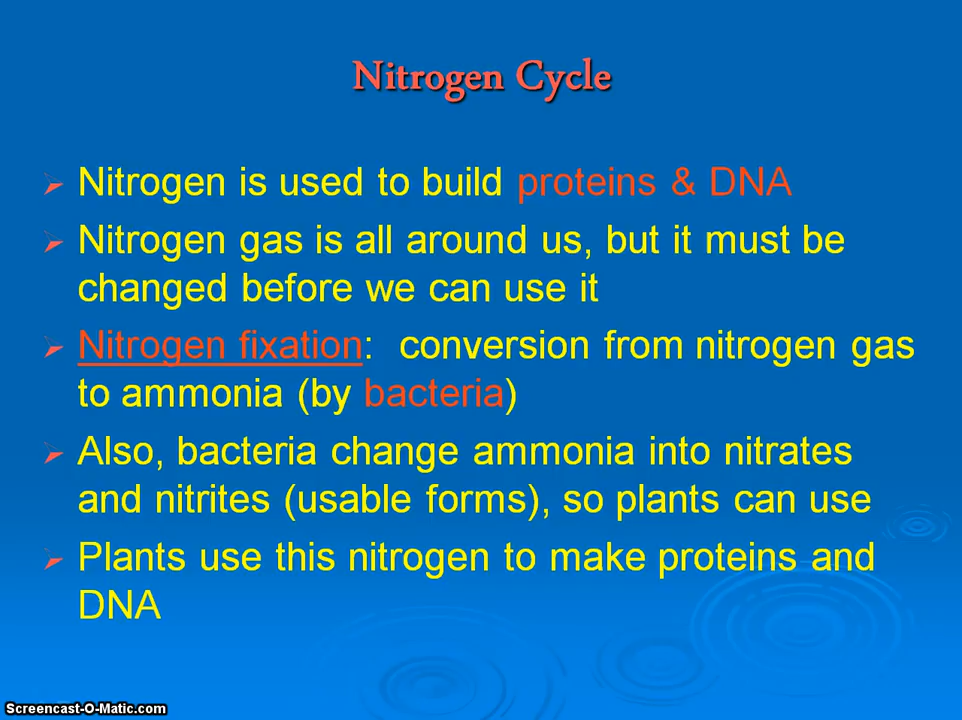 Nitrogen Cycle
Nitrogen is used to build proteins & DNA
Nitrogen gas is all around us, but it must be
changed before we can use it
Nitrogen fixation:  conversion from nitrogen gas
to ammonia (by bacteria)
Also, bacteria change ammonia into nitrates
and nitrites (usable forms), so plants can use
Plants use this nitrogen to make proteins and
DNA
Screencast-O-Matic.com